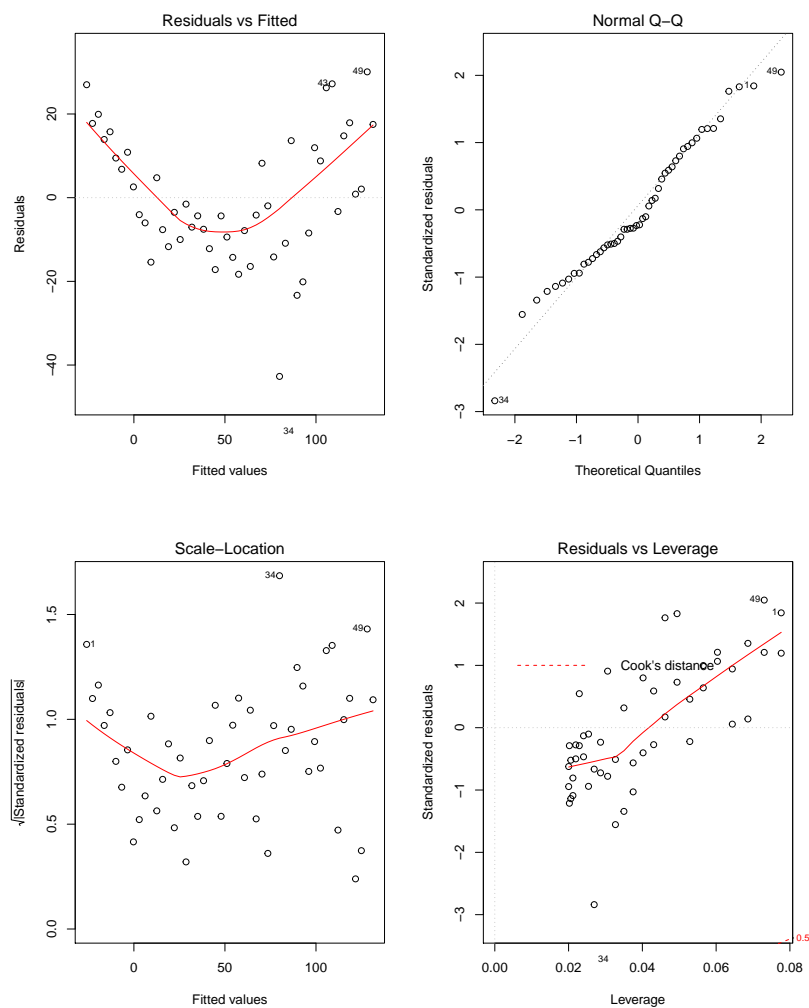 Residuals vs Fitted
Residuals
20
0
−20
−40
49
43
34
0 50 100
Fitted values
Normal Q−Q
Standardized residuals
2
1
0
−1
−2
−3
49
1
34
−2 −1 0 1 2
Theoretical Quantiles
Scale−Location
√|Standardized residuals|
1.5
1.0
0.5
0.0
34
49
1
0 50 100
Fitted values
Residuals vs Leverage
Standardized residuals
2
1
0
−1
−2
−3
49
1
Cook's distance
0.5
34
0.00 0.02 0.04 0.06 0.08
Leverage